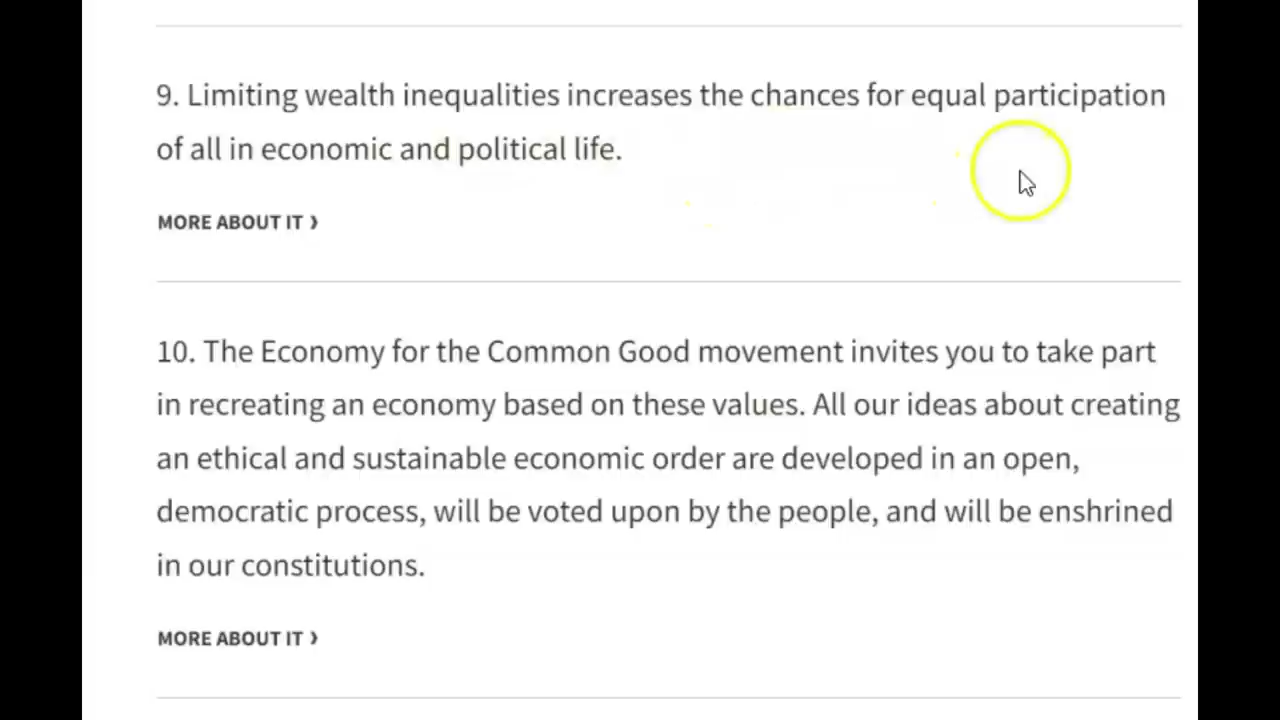 9. Limiting wealth inequalities increases the chances for equal participation
of all in economic and political life.
MORE ABOUT IT ❯
10. The Economy for the Common Good movement invites you to take part
in recreating an economy based on these values. All our ideas about creating
an ethical and sustainable economic order are developed in an open,
democratic process, will be voted upon by the people, and will be enshrined
in our constitutions.
MORE ABOUT IT ❯